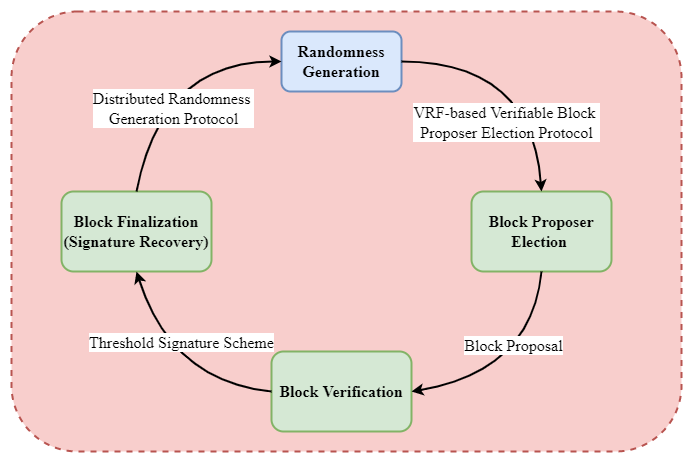 Randomness
Generation
Distributed Randomness
Generation Protocol
VRF-based Verifiable Block
Proposer Election Protocol
Block Finalization
(Signature Recovery)
Block Proposer
Election
Threshold Signature Scheme
Block Proposal
Block Verification